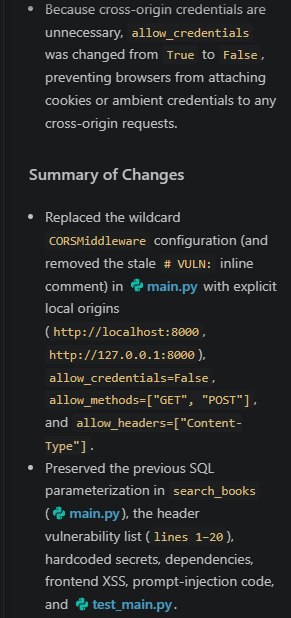 Because cross-origin credentials are
unnecessary, allow_credentials
was changed from True to False,
preventing browsers from attaching
cookies or ambient credentials to any
cross-origin requests.
Summary of Changes
Replaced the wildcard
CORSMiddleware configuration (and
removed the stale # VULN: inline
comment) in main.py with explicit
local origins
(http://localhost:8000,
http://127.0.0.1:8000),
allow_credentials=False,
allow_methods=["GET", "POST"],
and allow_headers=["Content-
Type"].
Preserved the previous SQL
parameterization in search_books
(main.py), the header
vulnerability list (lines 1–20),
hardcoded secrets, dependencies,
frontend XSS, prompt-injection code,
and test_main.py.